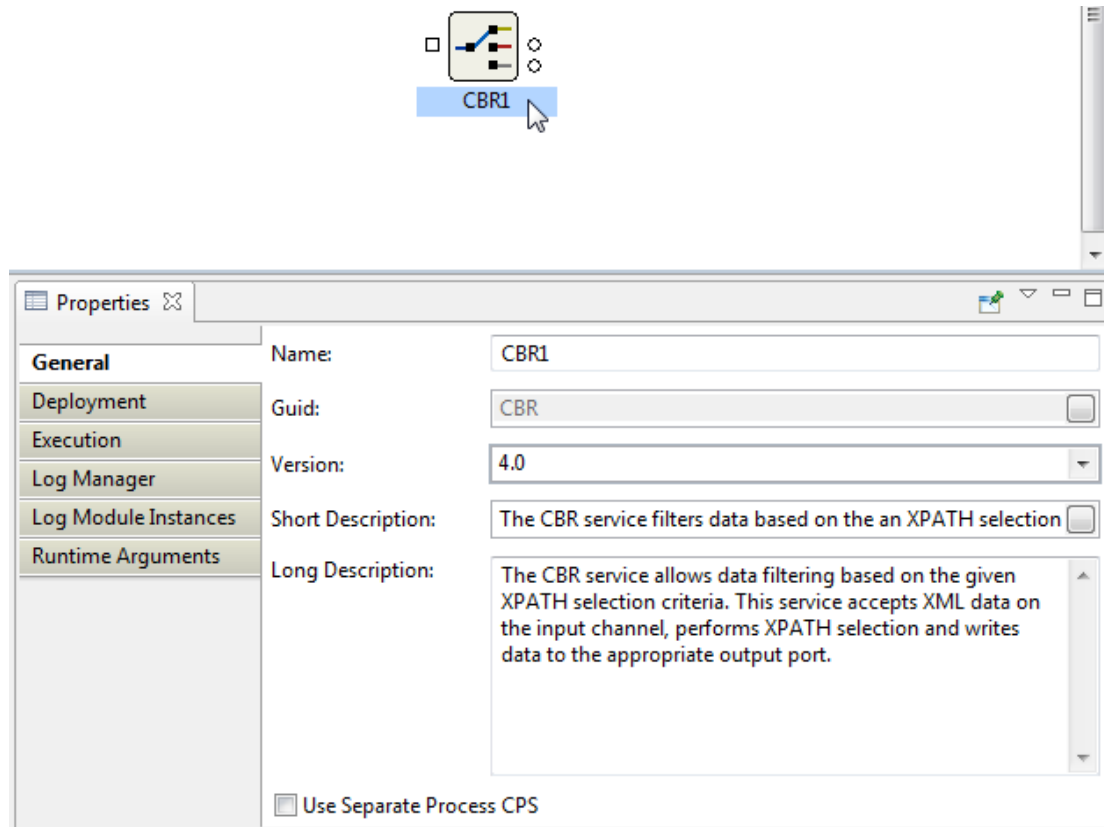 CBR1
Properties
General
Name:
CBR1
Deployment
Guid:
CBR
Execution
Version:
4.0
Log Manager
Log Module Instances
Short Description:
The CBR service filters data based on the an XPATH selection
Runtime Arguments
Long Description:
The CBR service allows data filtering based on the given
XPATH selection criteria. This service accepts XML data on
the input channel, performs XPATH selection and writes
data to the appropriate output port.
Use Separate Process CPS